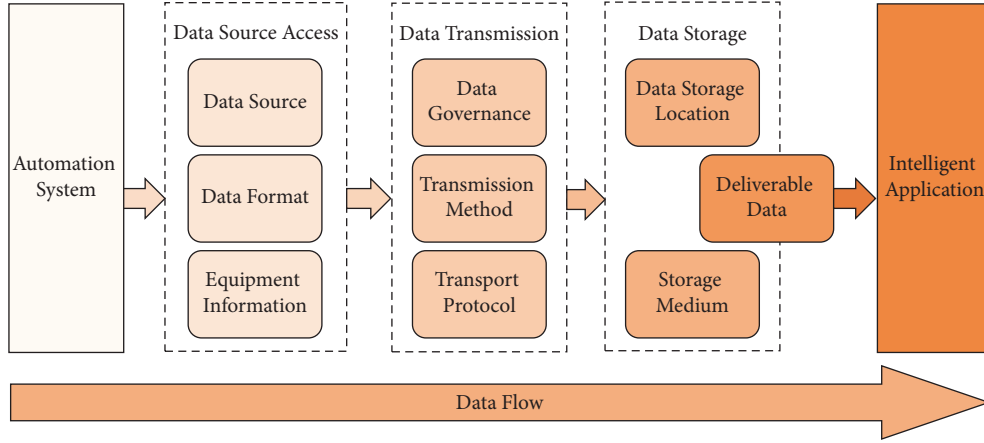 Automation
System
Data Source Access
Data Source
Data Format
Equipment
Information
Data Transmission
Data
Governance
Transmission
Method
Transport
Protocol
Data Storage
Data Storage
Location
Deliverable
Data
Storage
Medium
Intelligent
Application
Data Flow